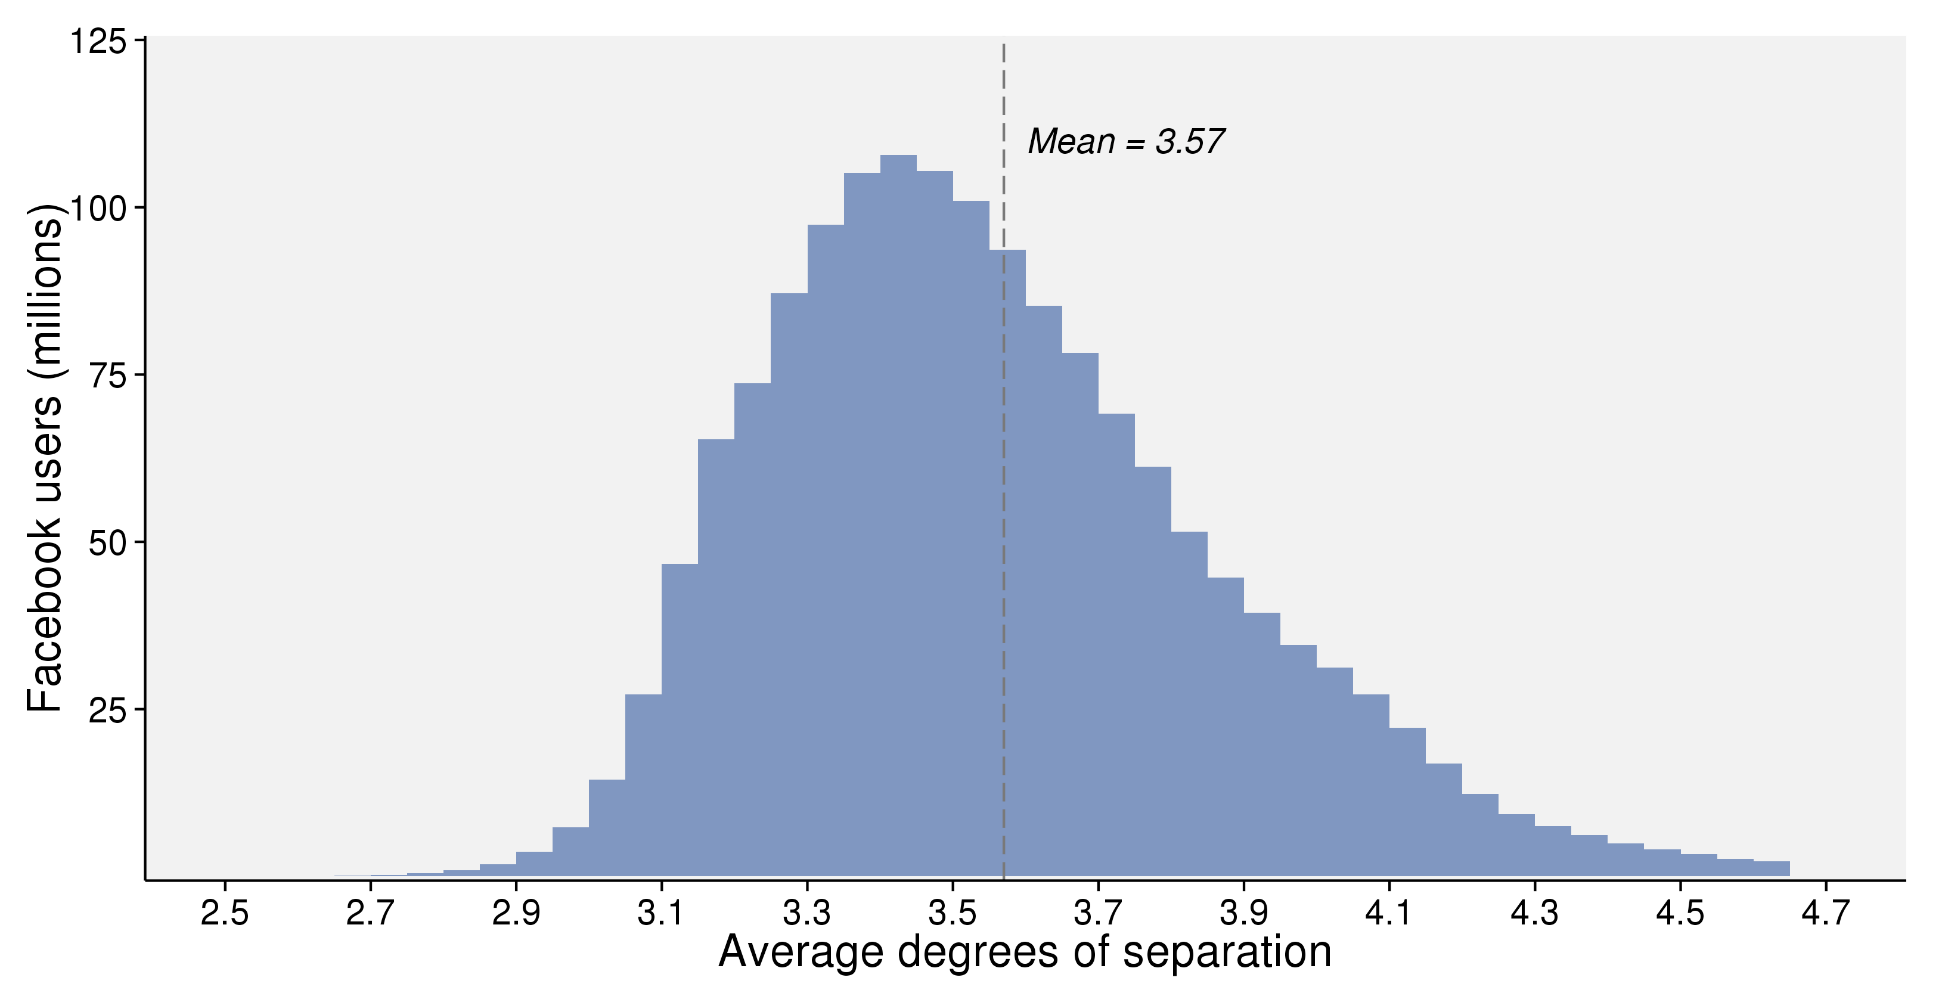 125
100
75
50
25
Facebook users (millions)
Mean = 3.57
2.5 2.7 2.9 3.1 3.3 3.5 3.7 3.9 4.1 4.3 4.5 4.7
Average degrees of separation